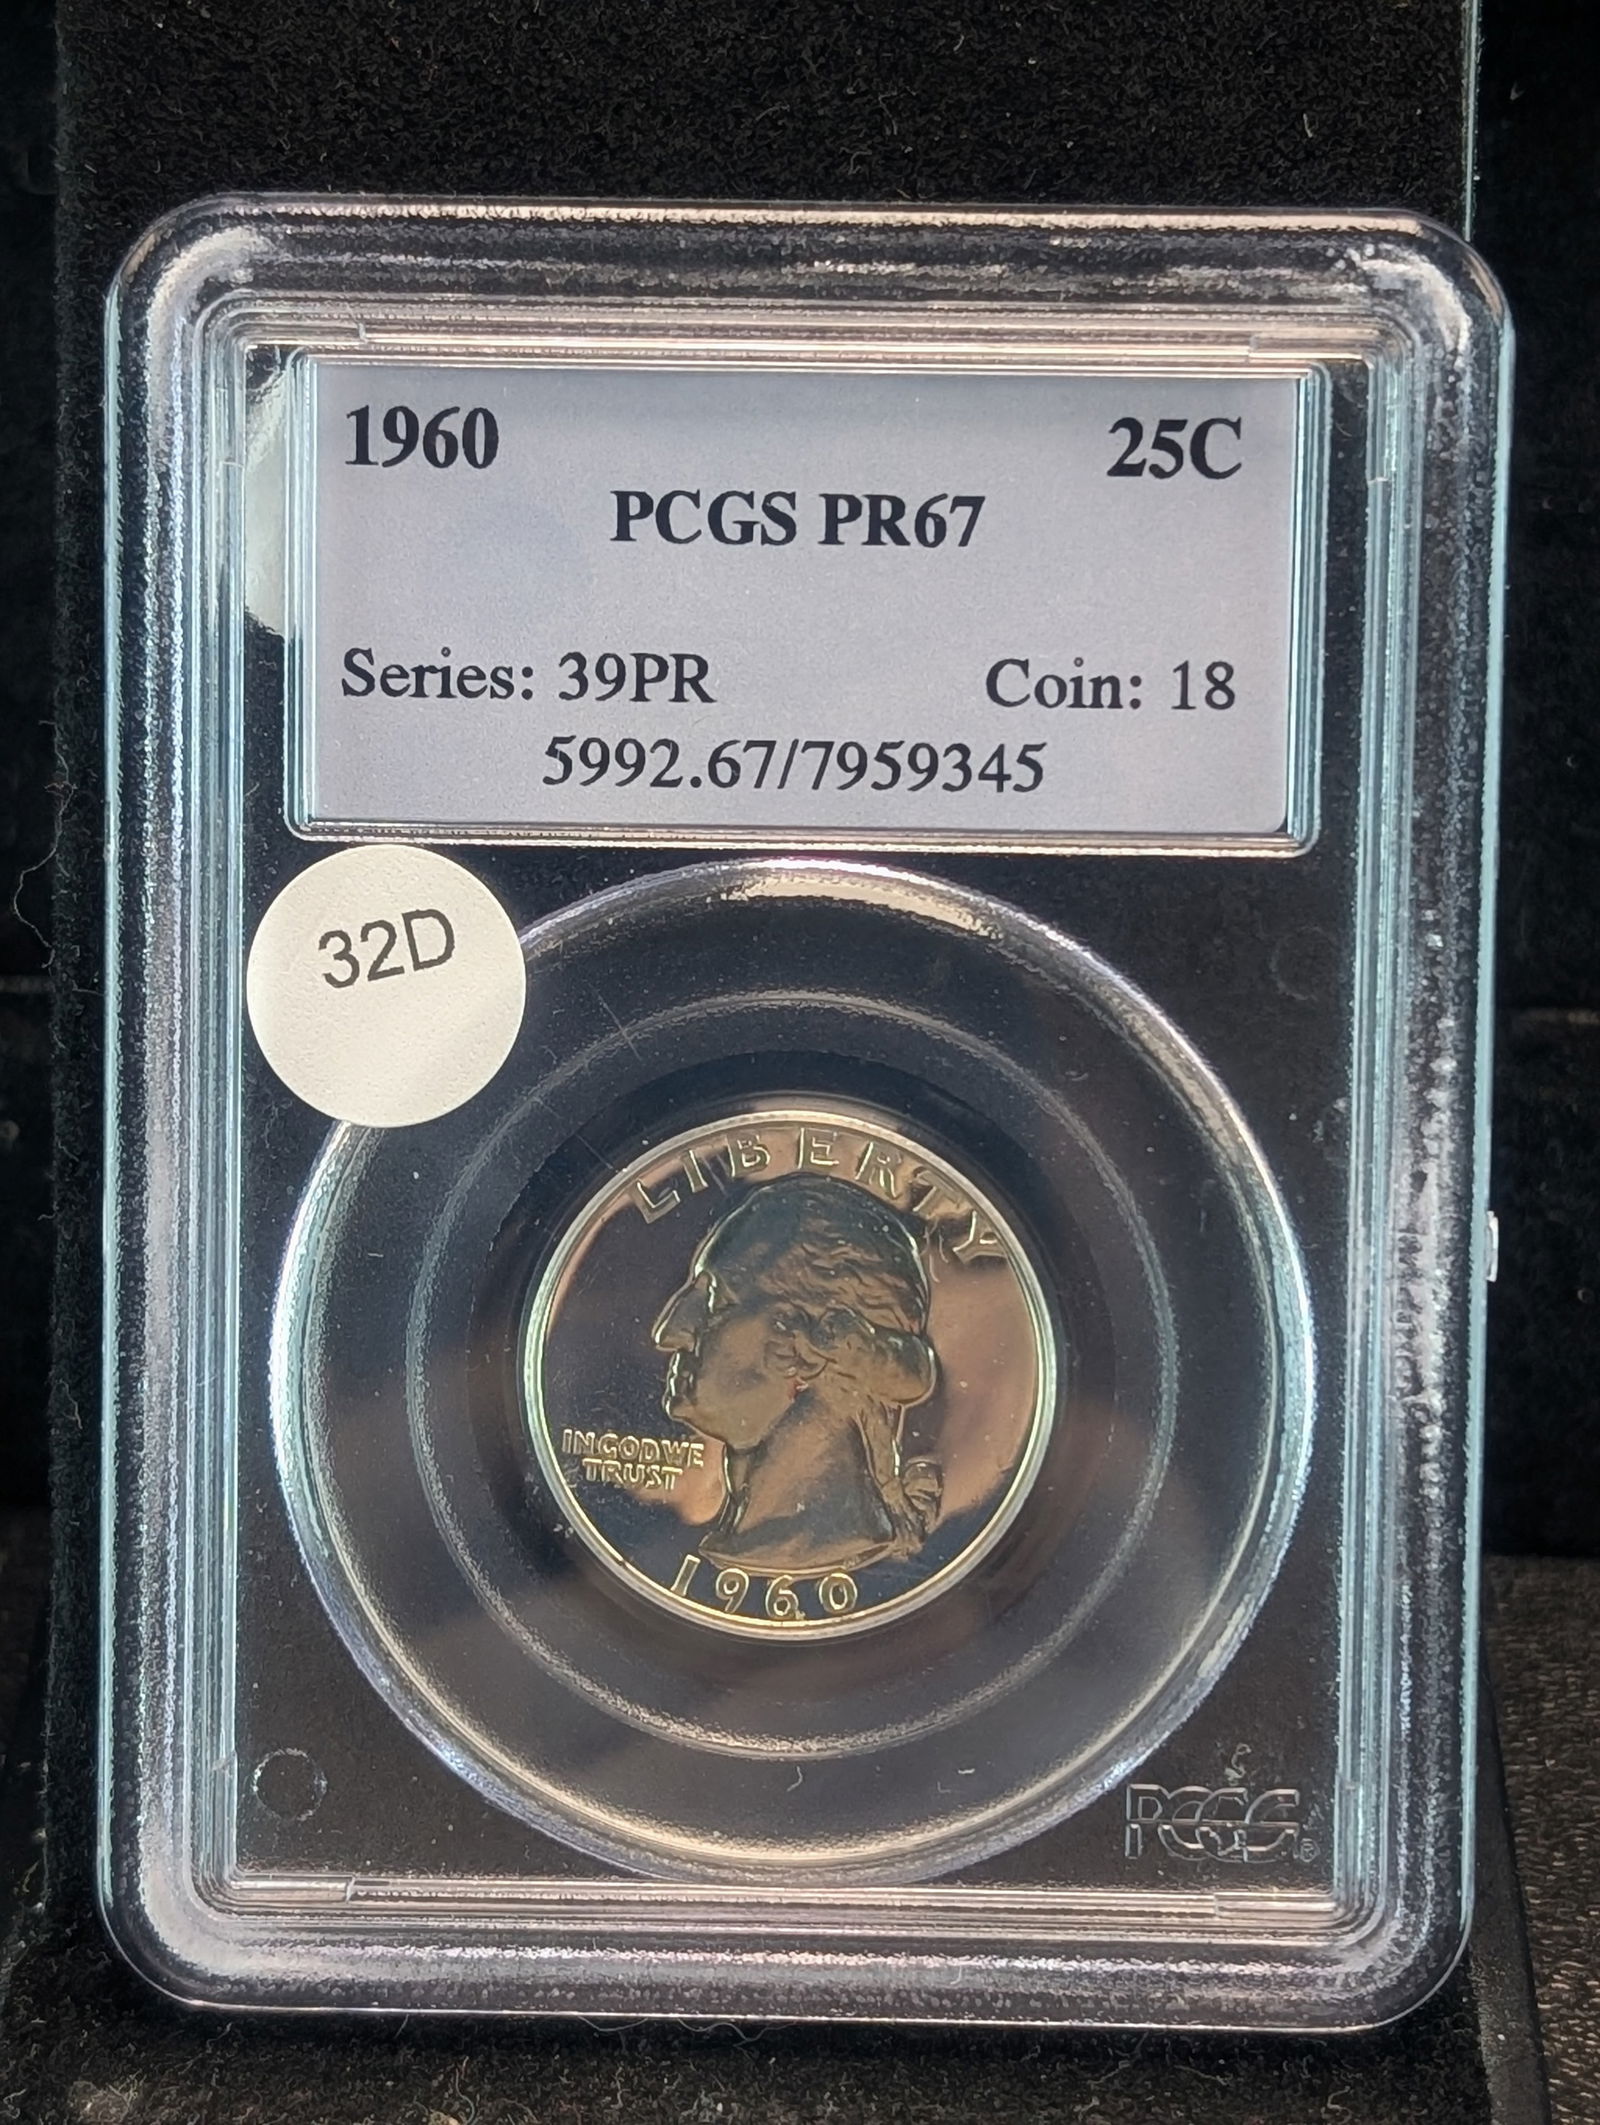 1960 25C
PCGS PR67
Series: 39PR Coin: 18
5992.67/7959345
32D
LIBERTY
IN GOD WE
TRUST
1960
PCGS